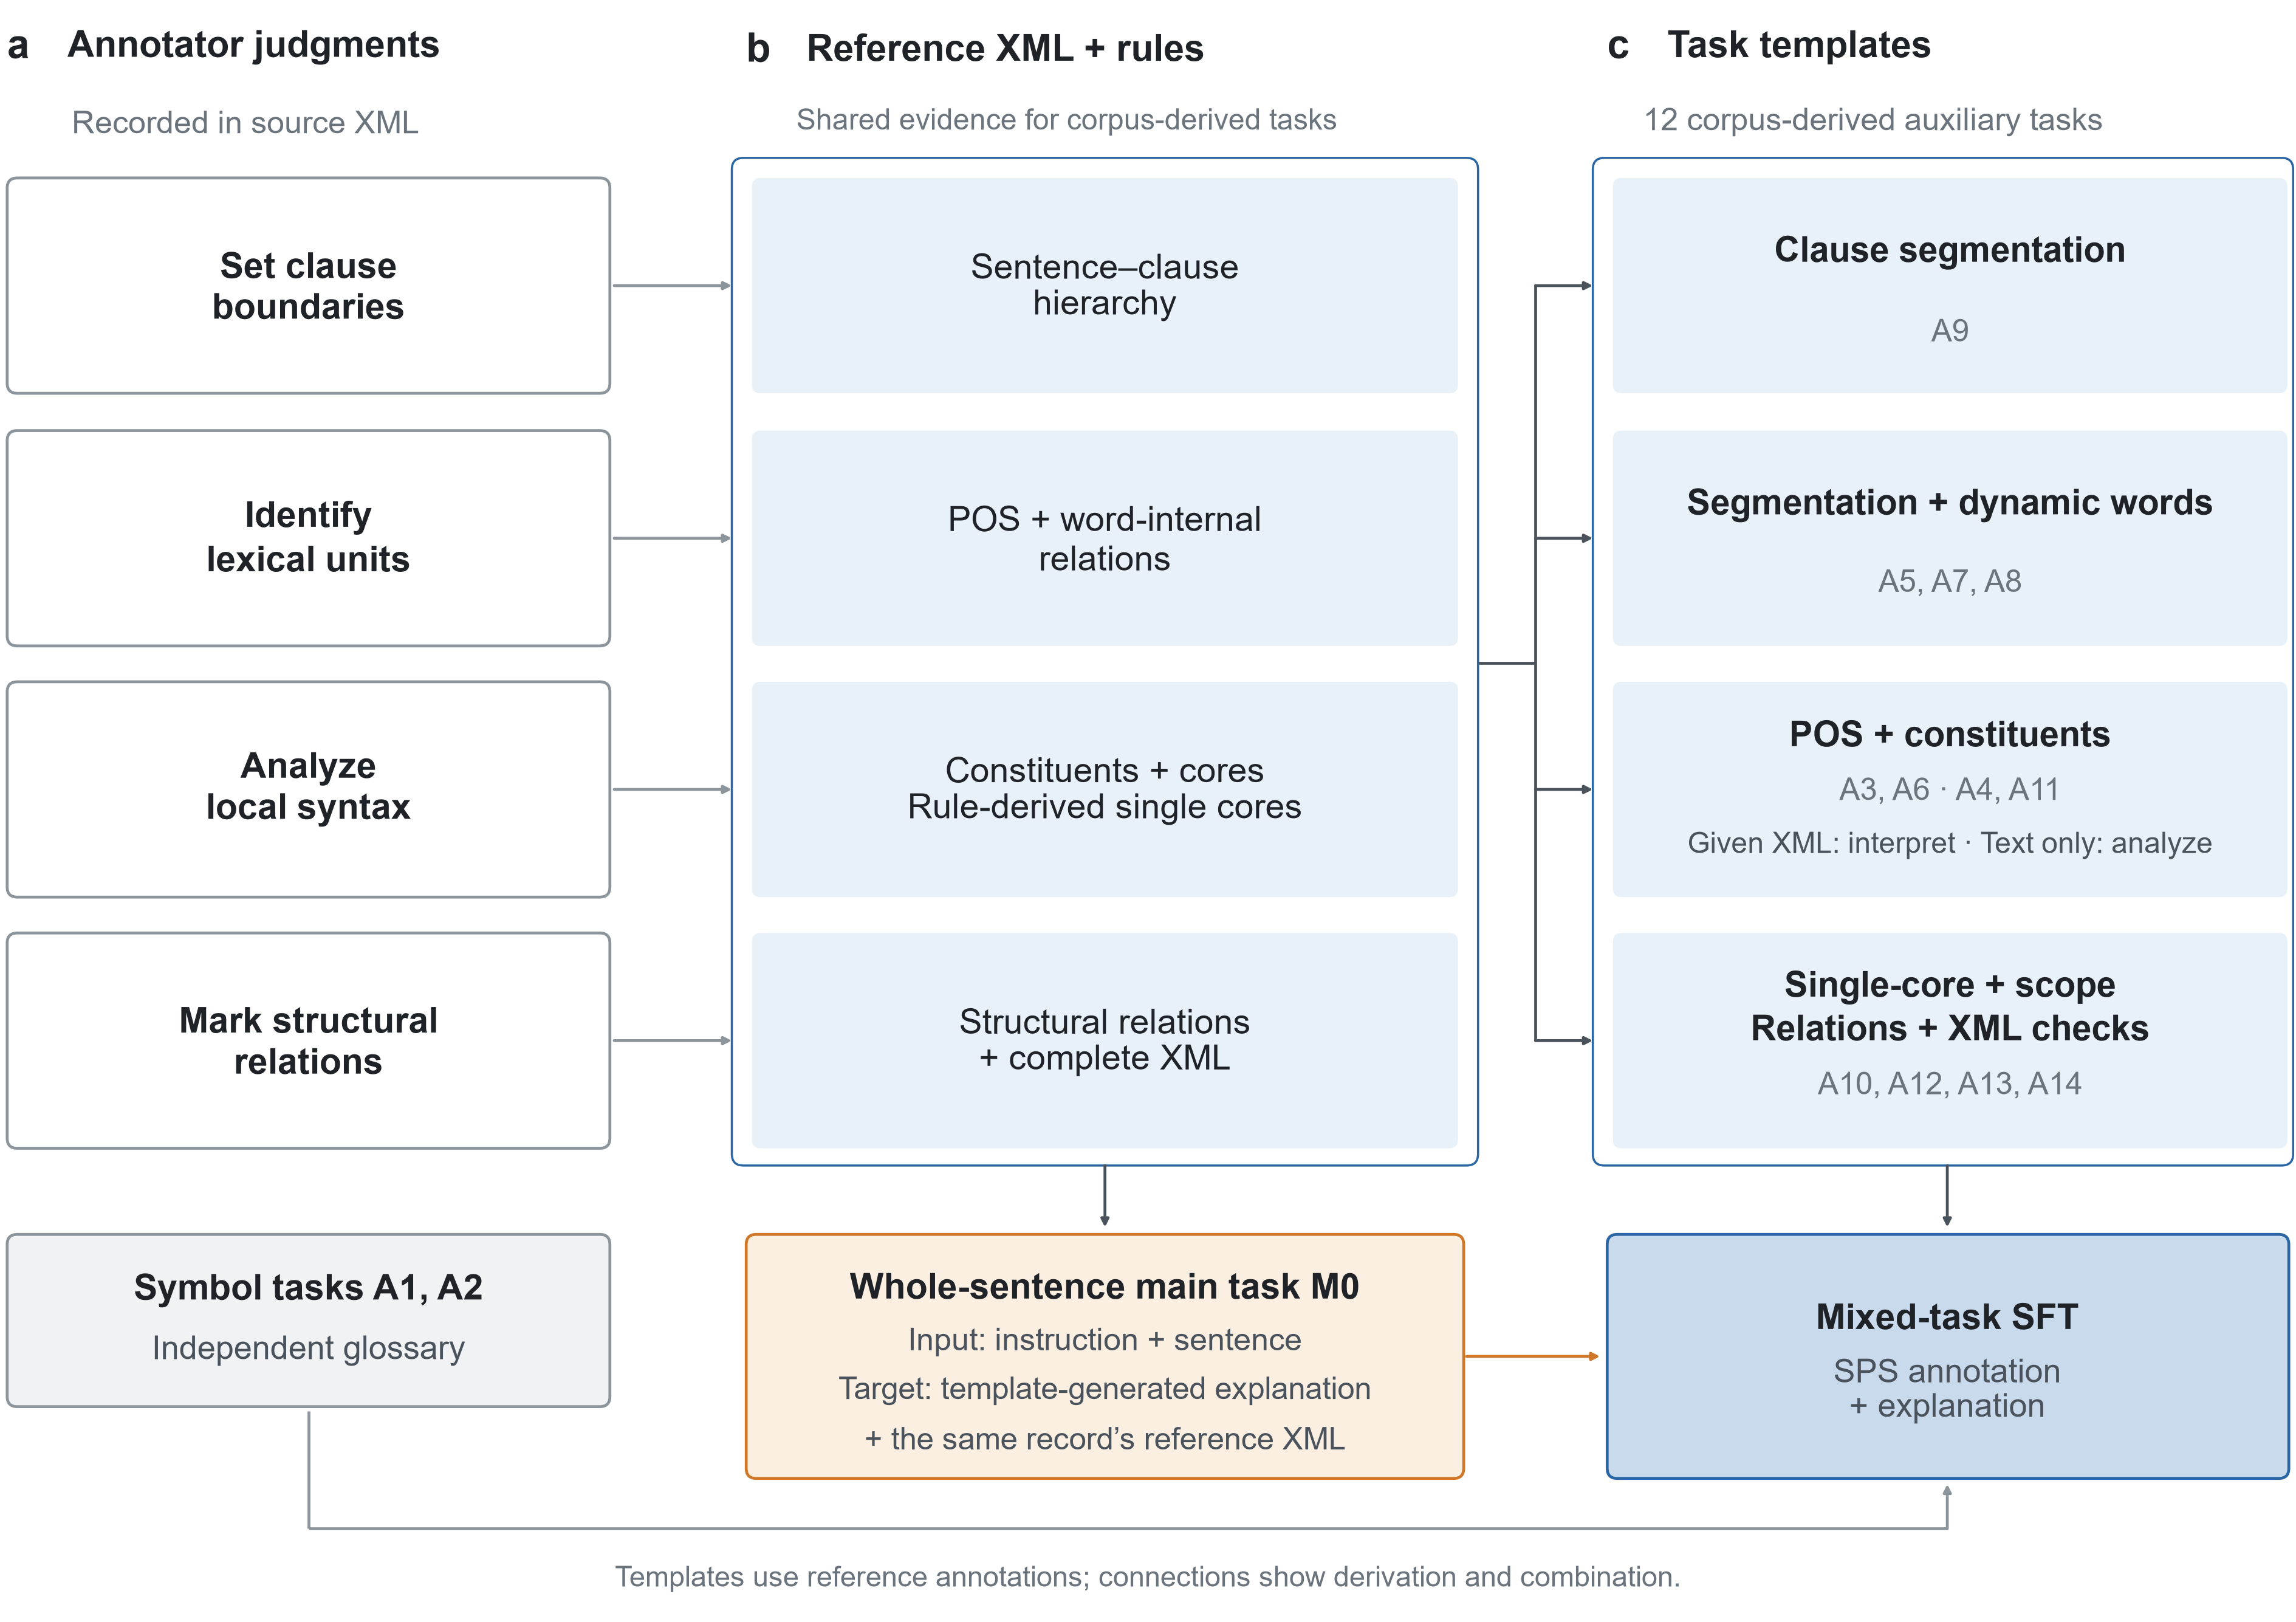 a Annotator judgments
Recorded in source XML
Set clause
boundaries
Identify
lexical units
Analyze
local syntax
Mark structural
relations
Symbol tasks A1, A2
Independent glossary
b Reference XML + rules
Shared evidence for corpus-derived tasks
Sentence–clause
hierarchy
POS + word-internal
relations
Constituents + cores
Rule-derived single cores
Structural relations
+ complete XML
Whole-sentence main task M0
Input: instruction + sentence
Target: template-generated explanation
+ the same record’s reference XML
c Task templates
12 corpus-derived auxiliary tasks
Clause segmentation
A9
Segmentation + dynamic words
A5, A7, A8
POS + constituents
A3, A6 · A4, A11
Given XML: interpret · Text only: analyze
Single-core + scope
Relations + XML checks
A10, A12, A13, A14
Mixed-task SFT
SPS annotation
+ explanation
Templates use reference annotations; connections show derivation and combination.